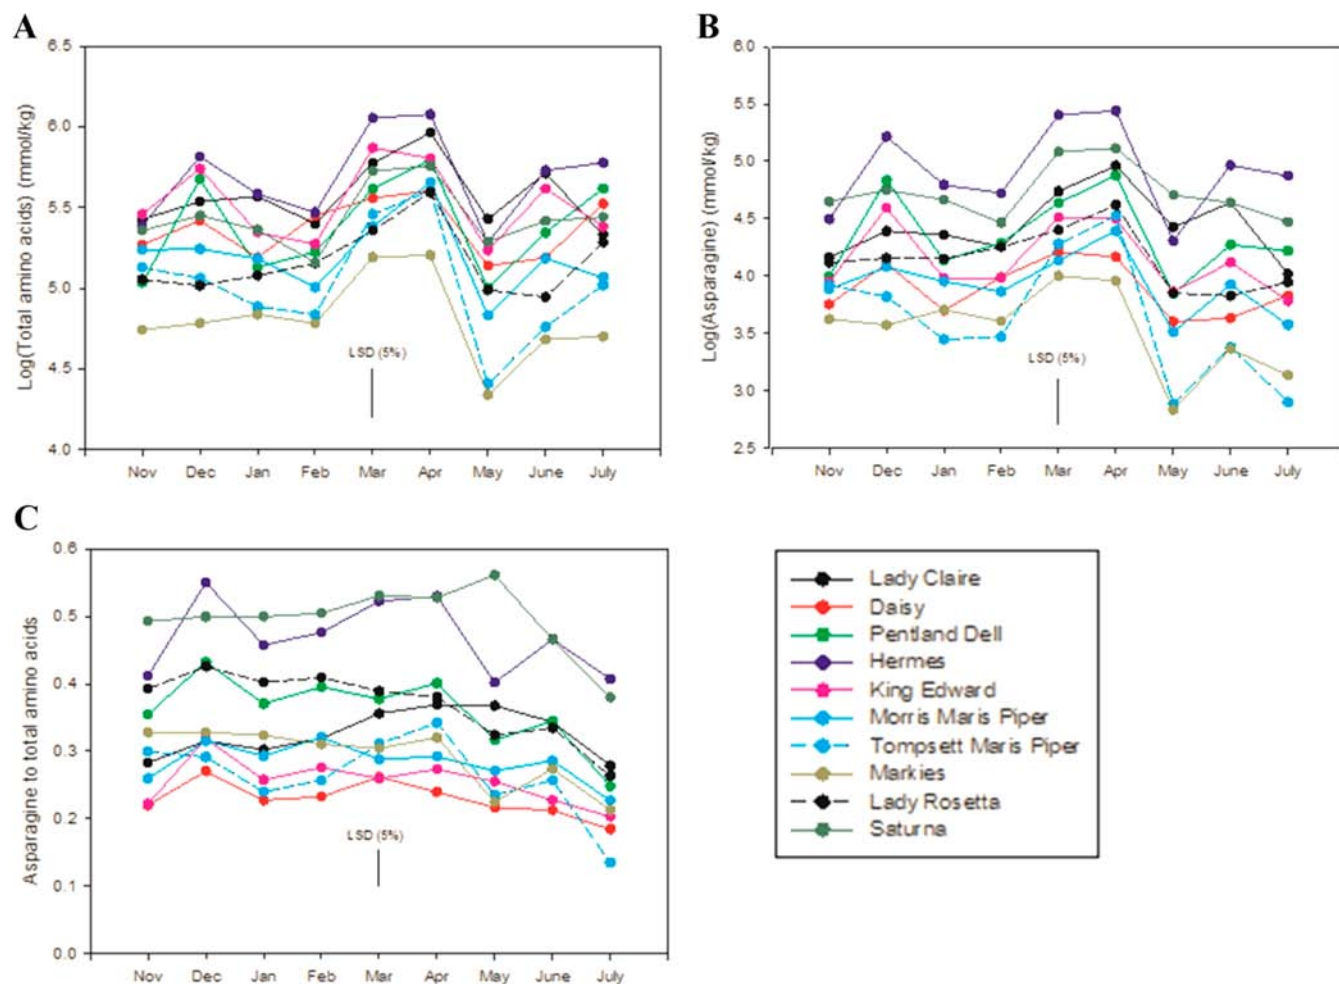 A
Log(Total amino acids) (mmol/kg)
6.5
6.0
5.5
5.0
4.5
4.0
LSD (5%)
Nov Dec Jan Feb Mar Apr May June July
B
Log(Asparagine) (mmol/kg)
6.0
5.5
5.0
4.5
4.0
3.5
3.0
2.5
LSD (5%)
Nov Dec Jan Feb Mar Apr May June July
C
Asparagine to total amino acids
0.6
0.5
0.4
0.3
0.2
0.1
0.0
LSD (5%)
Nov Dec Jan Feb Mar Apr May June July
Lady Claire
Daisy
Pentland Dell
Hermes
King Edward
Morris Maris Piper
Tompsett Maris Piper
Markies
Lady Rosetta
Saturna